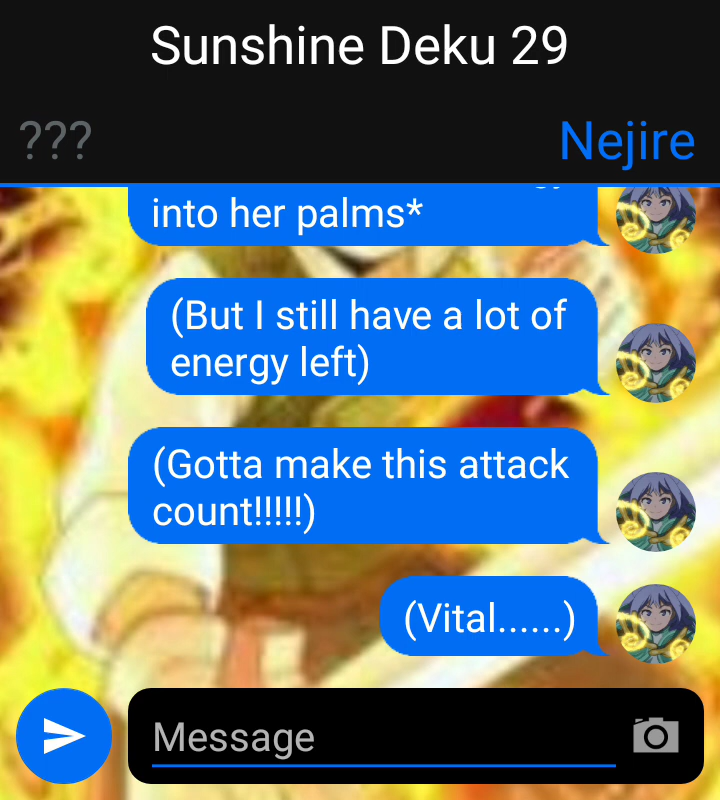 Sunshine Deku 29
???
Nejire
into her palms*
(But I still have a lot of
energy left)
(Gotta make this attack
count!!!!!)
(Vital......)
Message